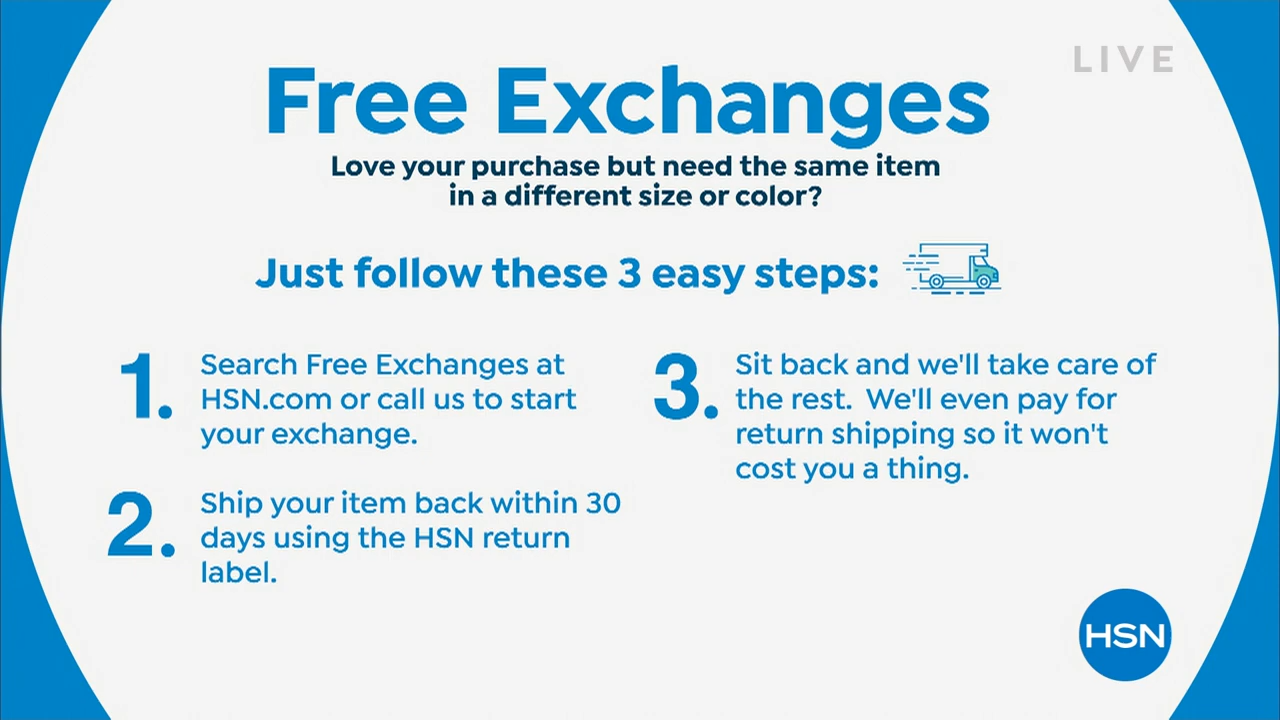 LIVE
Free Exchanges
Love your purchase but need the same item
in a different size or color?
Just follow these 3 easy steps:
1. Search Free Exchanges at
HSN.com or call us to start
your exchange.
2. Ship your item back within 30
days using the HSN return
label.
3. Sit back and we'll take care of
the rest.  We'll even pay for
return shipping so it won't
cost you a thing.
HSN